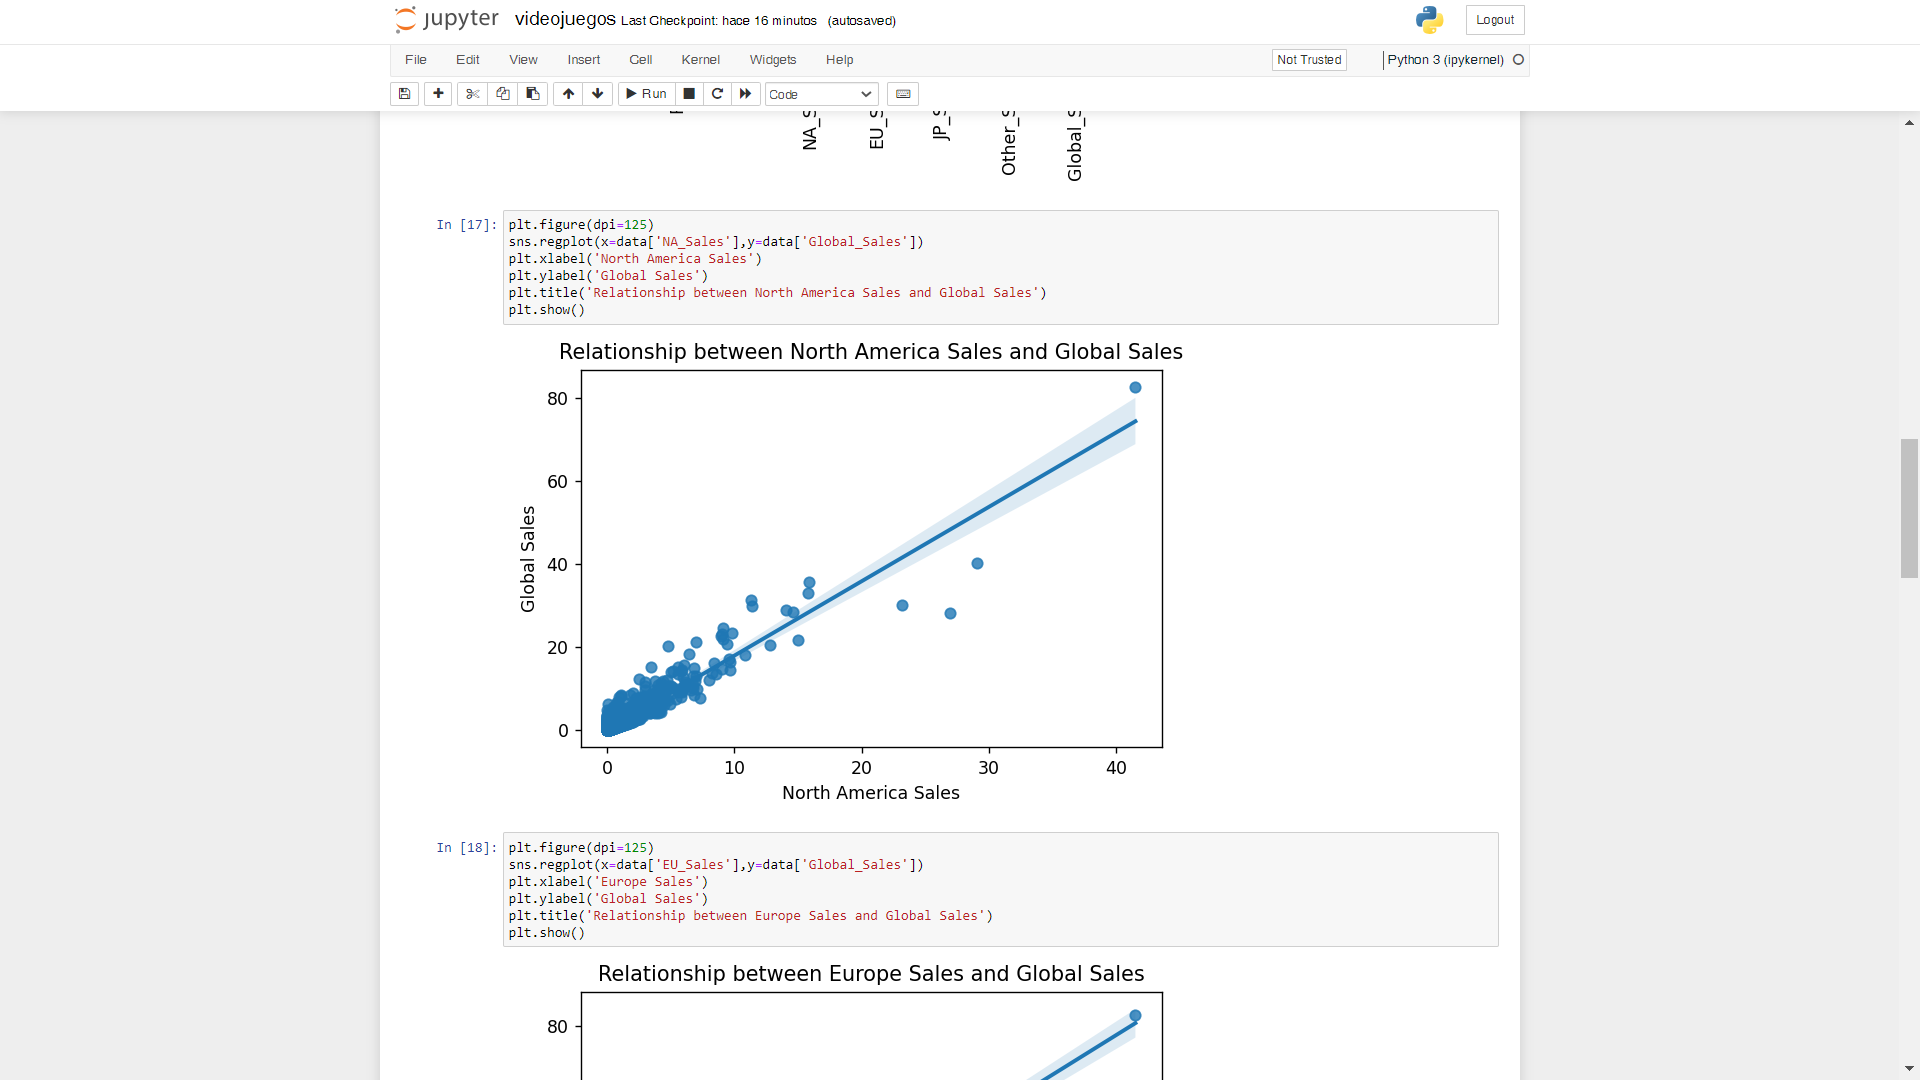 jupyter videojuegos Last Checkpoint: hace 16 minutos (autosaved) Logout
File Edit View Insert Cell Kernel Widgets Help Not Trusted Python 3 (ipykernel)
Run Code
NA_S
EU_S
JP_S
Other_S
Global_S
In [17]:
plt.figure(dpi=125)
sns.regplot(x=data['NA_Sales'],y=data['Global_Sales'])
plt.xlabel('North America Sales')
plt.ylabel('Global Sales')
plt.title('Relationship between North America Sales and Global Sales')
plt.show()
Relationship between North America Sales and Global Sales
80
60
40
20
0
Global Sales
0 10 20 30 40
North America Sales
In [18]:
plt.figure(dpi=125)
sns.regplot(x=data['EU_Sales'],y=data['Global_Sales'])
plt.xlabel('Europe Sales')
plt.ylabel('Global Sales')
plt.title('Relationship between Europe Sales and Global Sales')
plt.show()
Relationship between Europe Sales and Global Sales
80